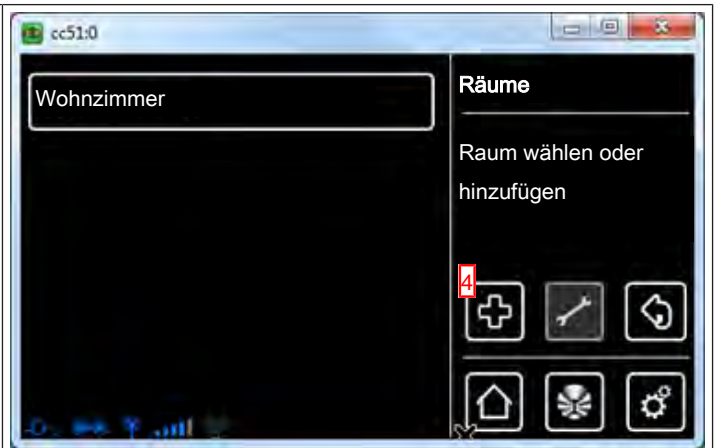 cc51:0
Wohnzimmer
Räume
Raum wählen oder
hinzufügen
4